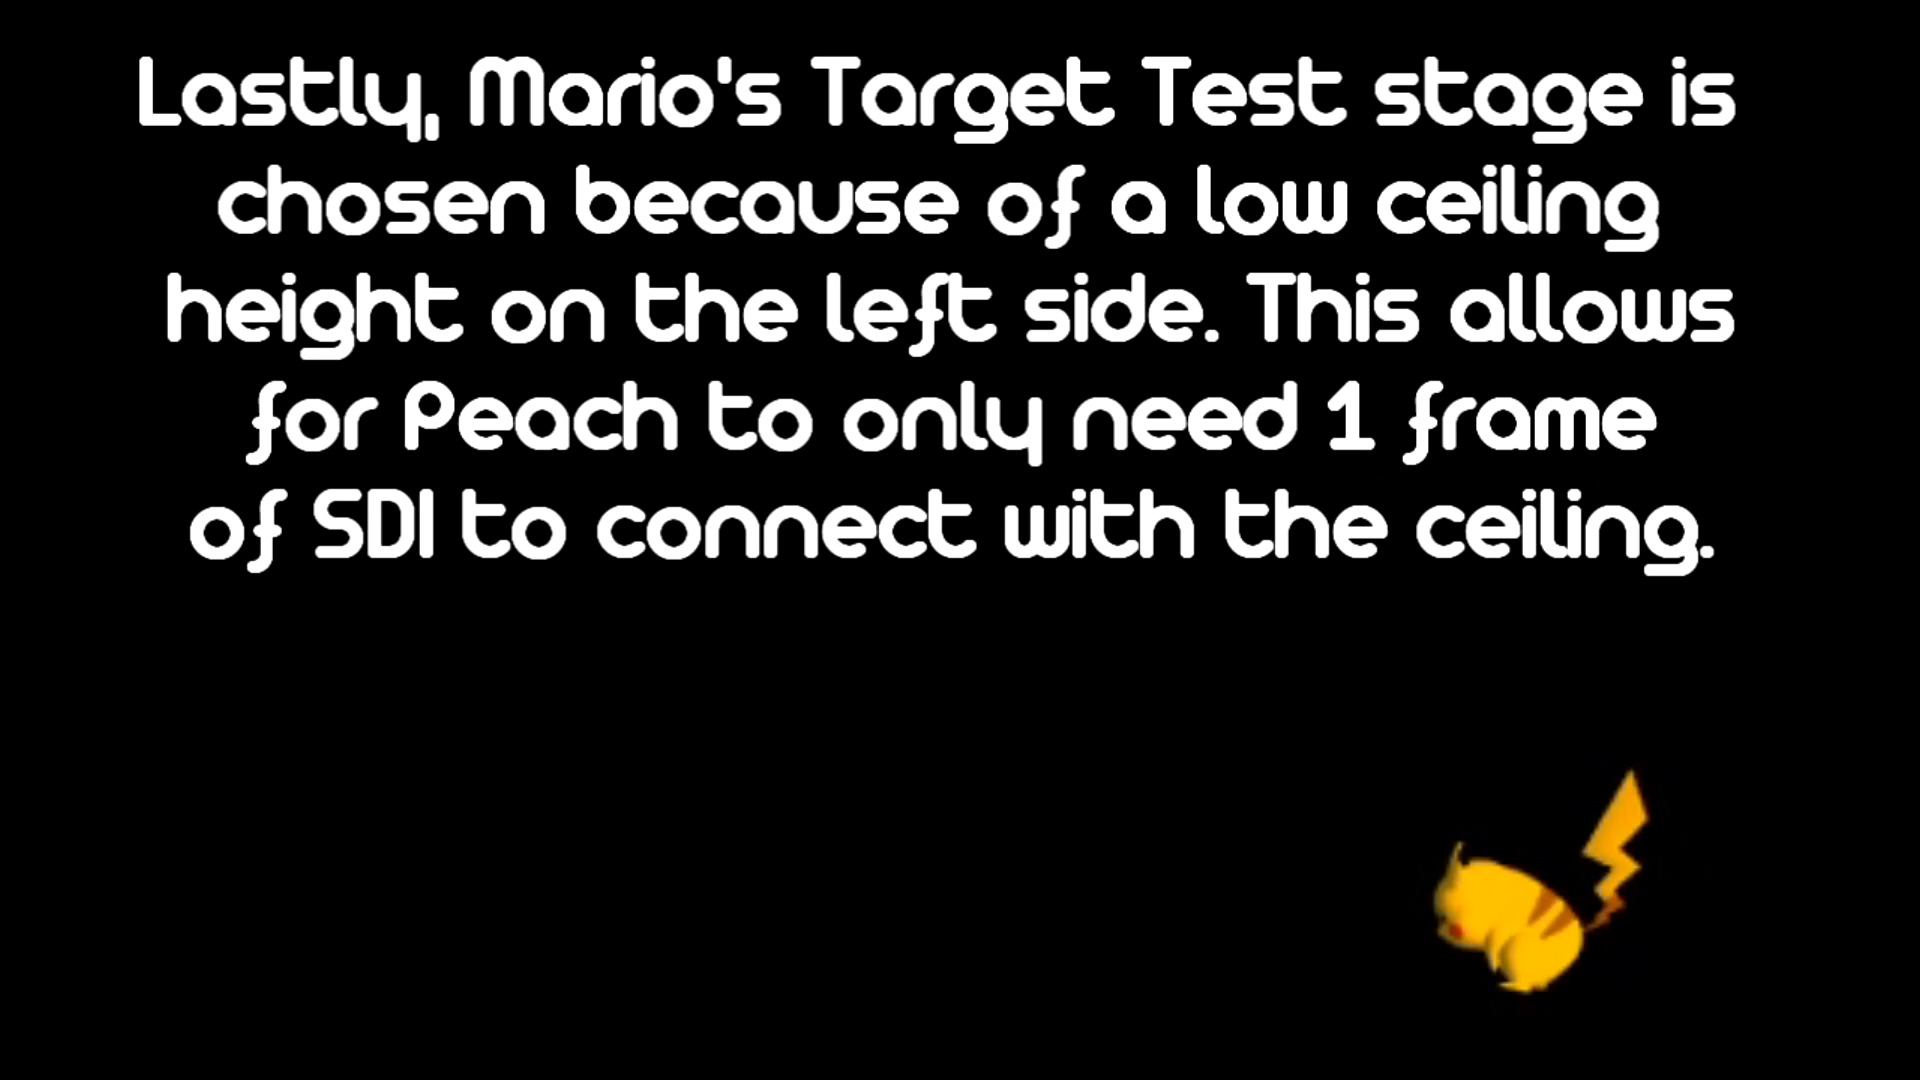 Lastly, Mario's Target Test stage is
chosen because of a low ceiling
height on the left side. This allows
for Peach to only need 1 frame
of SDI to connect with the ceiling.